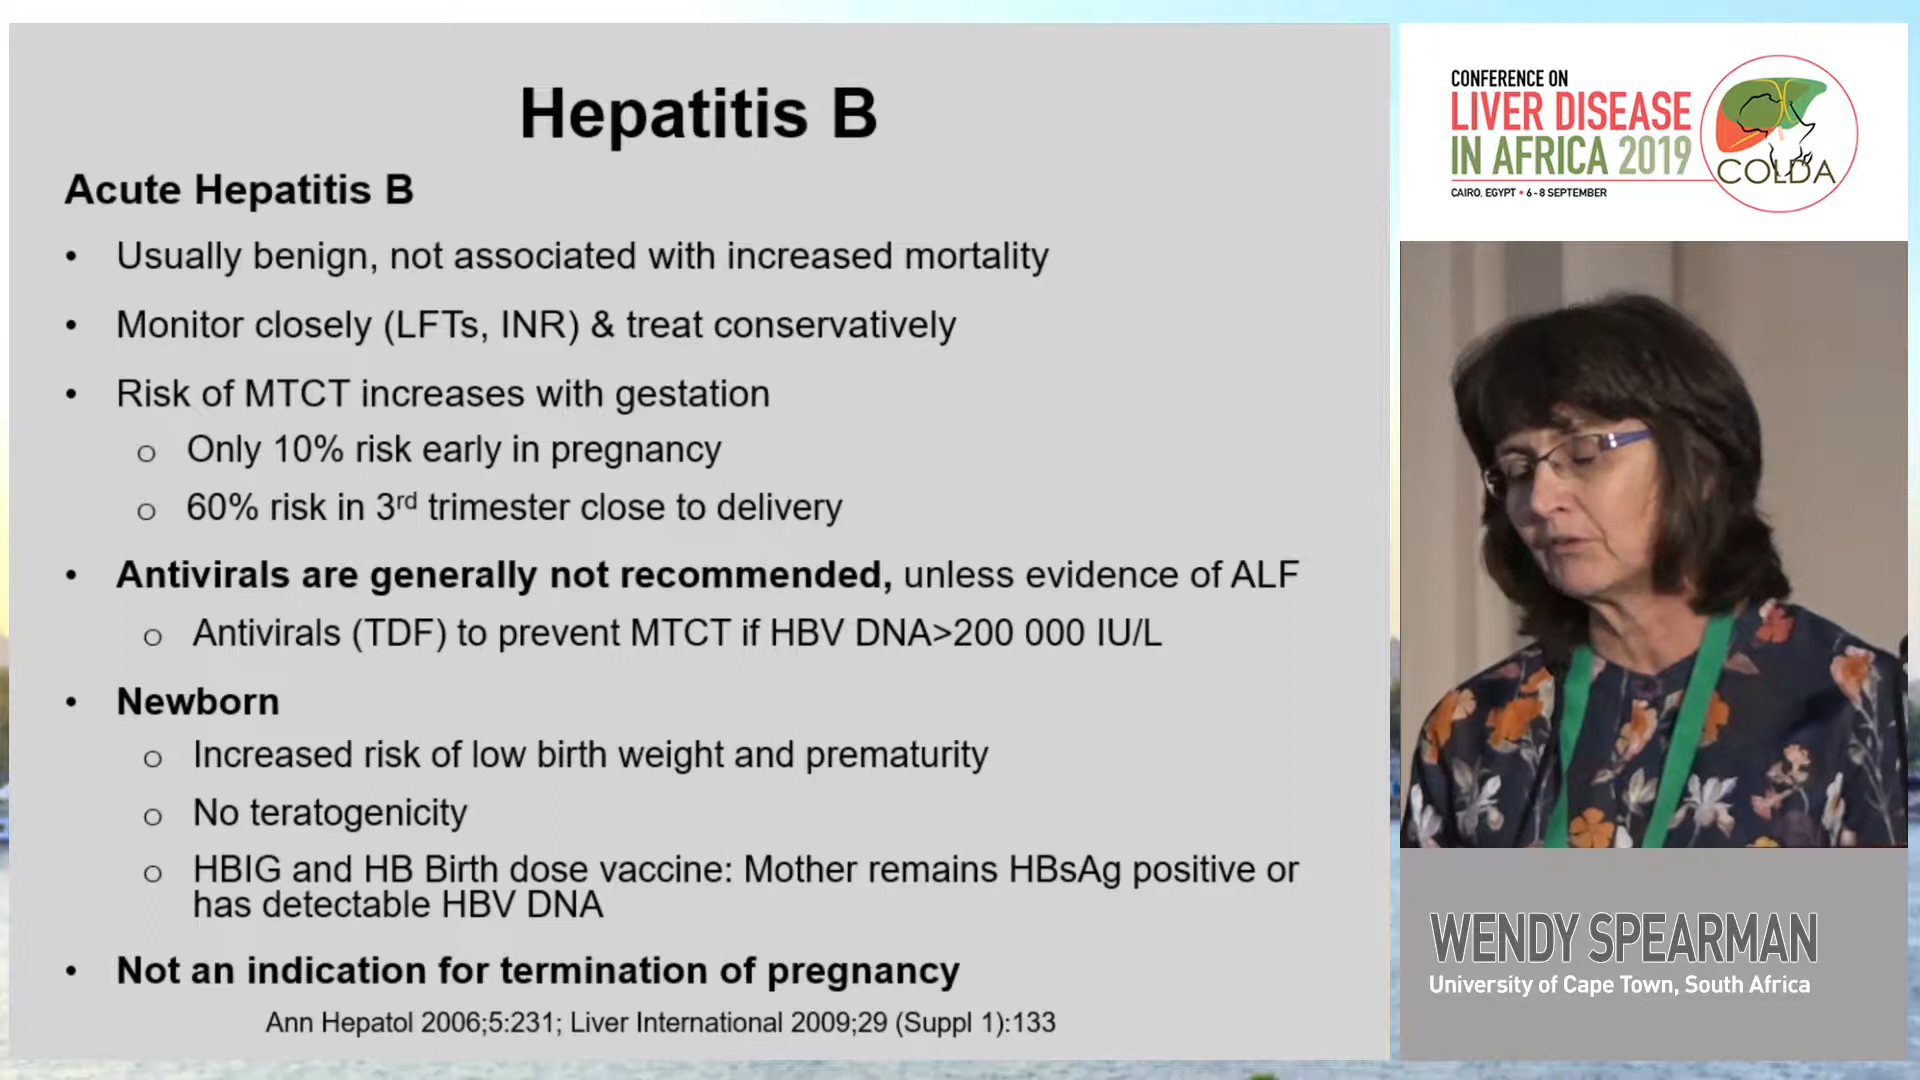 Hepatitis B
Acute Hepatitis B
• Usually benign, not associated with increased mortality
• Monitor closely (LFTs, INR) & treat conservatively
• Risk of MTCT increases with gestation
o Only 10% risk early in pregnancy
o 60% risk in 3rd trimester close to delivery
• Antivirals are generally not recommended, unless evidence of ALF
o Antivirals (TDF) to prevent MTCT if HBV DNA>200 000 IU/L
• Newborn
o Increased risk of low birth weight and prematurity
o No teratogenicity
o HBIG and HB Birth dose vaccine: Mother remains HBsAg positive or
has detectable HBV DNA
• Not an indication for termination of pregnancy
Ann Hepatol 2006;5:231; Liver International 2009;29 (Suppl 1):133
CONFERENCE ON
LIVER DISEASE
IN AFRICA 2019
CAIRO, EGYPT • 6 - 8 SEPTEMBER
COLDA
WENDY SPEARMAN
University of Cape Town, South Africa